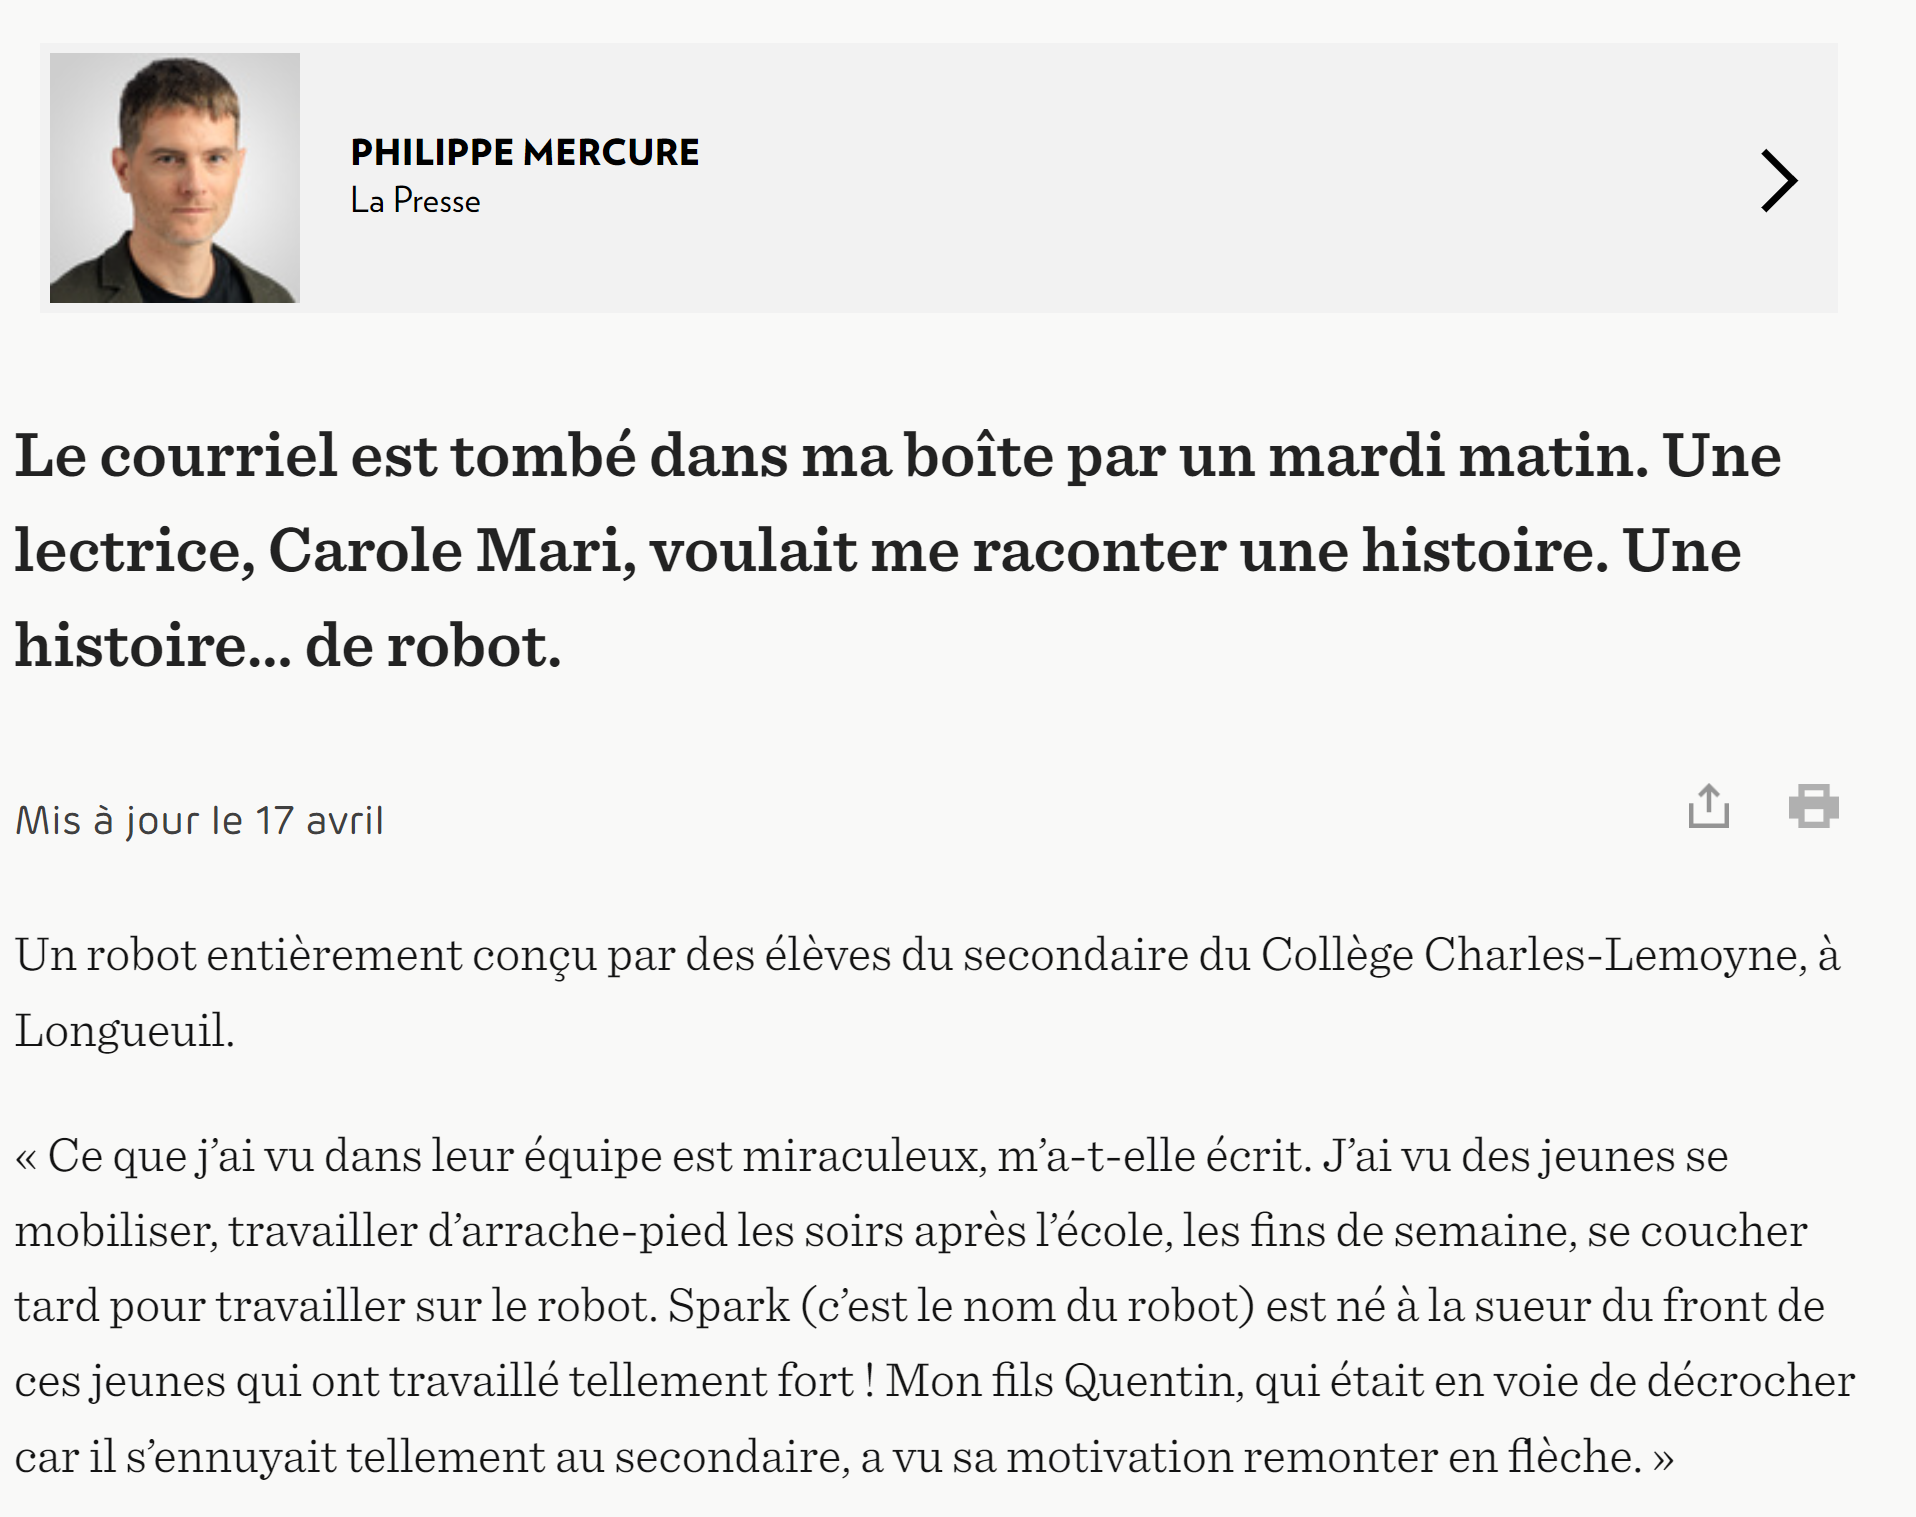 PHILIPPE MERCURE
La Presse
Le courriel est tombé dans ma boîte par un mardi matin. Une
lectrice, Carole Mari, voulait me raconter une histoire. Une
histoire… de robot.
Mis à jour le 17 avril
Un robot entièrement conçu par des élèves du secondaire du Collège Charles-Lemoyne, à
Longueuil.
« Ce que j’ai vu dans leur équipe est miraculeux, m’a-t-elle écrit. J’ai vu des jeunes se
mobiliser, travailler d’arrache-pied les soirs après l’école, les fins de semaine, se coucher
tard pour travailler sur le robot. Spark (c’est le nom du robot) est né à la sueur du front de
ces jeunes qui ont travaillé tellement fort ! Mon fils Quentin, qui était en voie de décrocher
car il s’ennuyait tellement au secondaire, a vu sa motivation remonter en flèche. »